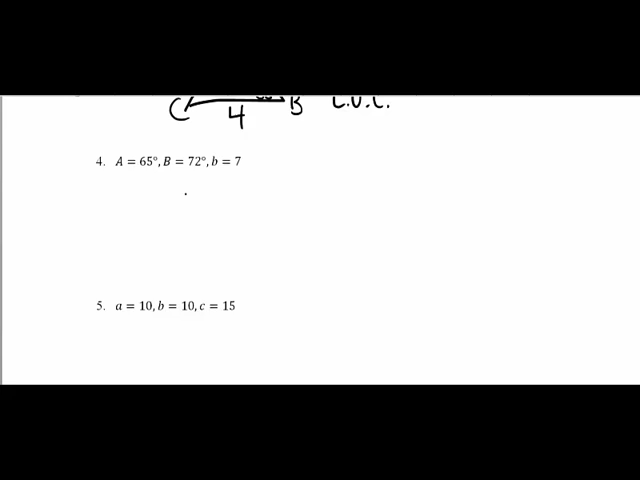 C 4 B L.O.C.
4. A = 65°, B = 72°, b = 7
5. a = 10, b = 10, c = 15